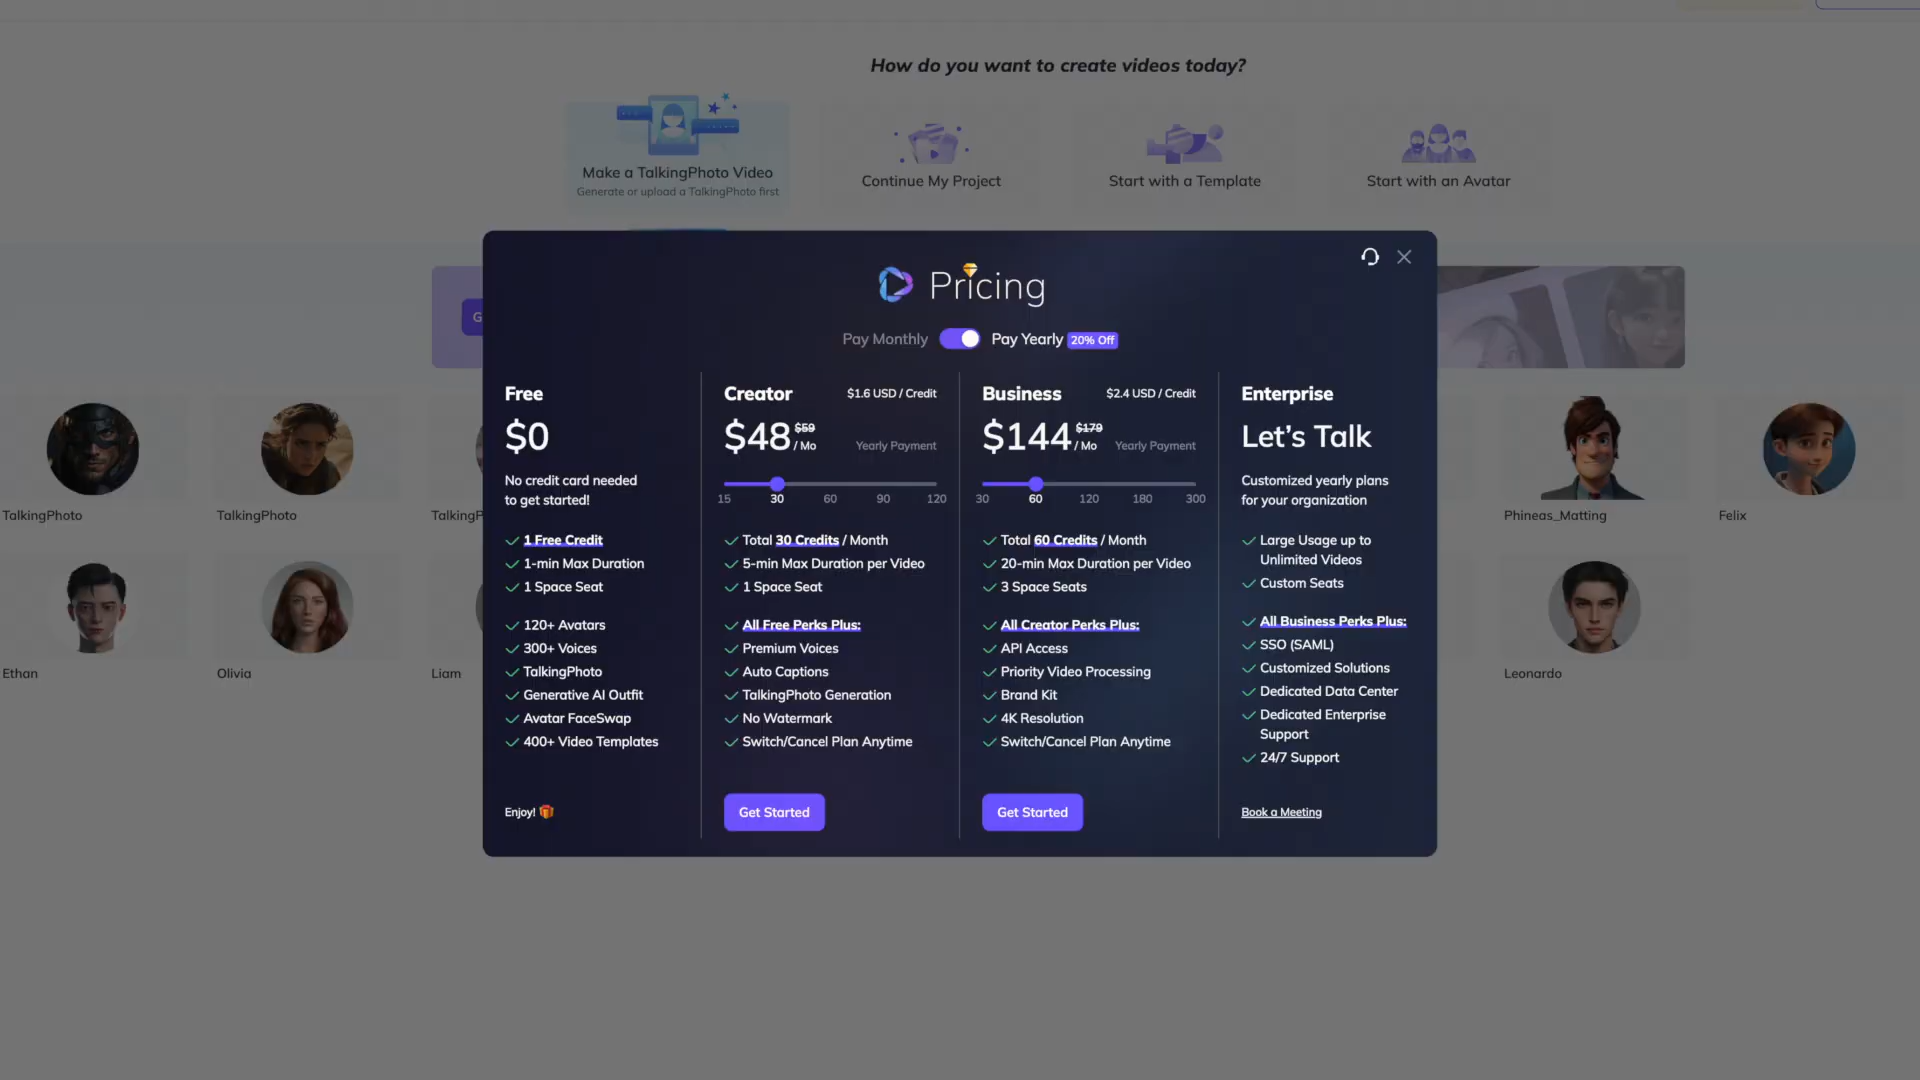 How do you want to create videos today?
Make a TalkingPhoto Video
Generate or upload a TalkingPhoto first
Continue My Project
Start with a Template
Start with an Avatar
G
Pricing
Pay Monthly
Pay Yearly
20% Off
Free
$0
No credit card needed
to get started!
1 Free Credit
1-min Max Duration
1 Space Seat
120+ Avatars
300+ Voices
TalkingPhoto
Generative AI Outfit
Avatar FaceSwap
400+ Video Templates
Enjoy!
Creator
$1.6 USD / Credit
$48
$59
/ Mo
Yearly Payment
15 30 60 90 120
Total 30 Credits / Month
5-min Max Duration per Video
1 Space Seat
All Free Perks Plus:
Premium Voices
Auto Captions
TalkingPhoto Generation
No Watermark
Switch/Cancel Plan Anytime
Get Started
Business
$2.4 USD / Credit
$144
$179
/ Mo
Yearly Payment
30 60 120 180 300
Total 60 Credits / Month
20-min Max Duration per Video
3 Space Seats
All Creator Perks Plus:
API Access
Priority Video Processing
Brand Kit
4K Resolution
Switch/Cancel Plan Anytime
Get Started
Enterprise
Let's Talk
Customized yearly plans
for your organization
Large Usage up to
Unlimited Videos
Custom Seats
All Business Perks Plus:
SSO (SAML)
Customized Solutions
Dedicated Data Center
Dedicated Enterprise
Support
24/7 Support
Book a Meeting
TalkingPhoto
TalkingPhoto
TalkingP
Phineas_Matting
Felix
Ethan
Olivia
Liam
Leonardo